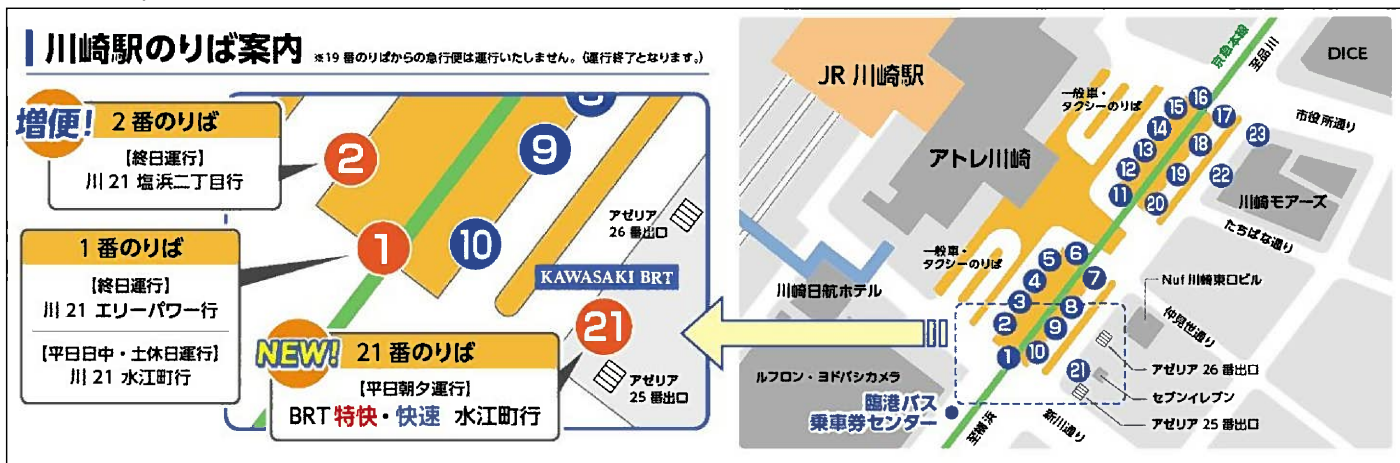 川崎駅のりば案内
※19番のりばからの急行便は運行いたしません。(運行終了となります。)
増便!
2番のりば
【終日運行】
川21 塩浜二丁目行
1番のりば
【終日運行】
川21 エリーパワー行
【平日日中・土休日運行】
川21 水江町行
NEW!
21番のりば
【平日朝夕運行】
BRT 特快・快速 水江町行
2
1
9
10
アゼリア
26番出口
KAWASAKI BRT
21
アゼリア
25番出口
JR 川崎駅
アトレ川崎
一般車・
タクシーのりば
京急本線
至品川
DICE
市役所通り
16
15
17
14
23
13
18
12
19
22
11
20
川崎モアーズ
たちばな通り
一般車・
タクシーのりば
川崎日航ホテル
6
5
7
4
3
8
2
9
1
10
21
Nuf 川崎東口ビル
仲見世通り
アゼリア 26番出口
セブンイレブン
アゼリア 25番出口
ルフロン・ヨドバシカメラ
臨港バス
乗車券センター
至横浜
新川通り